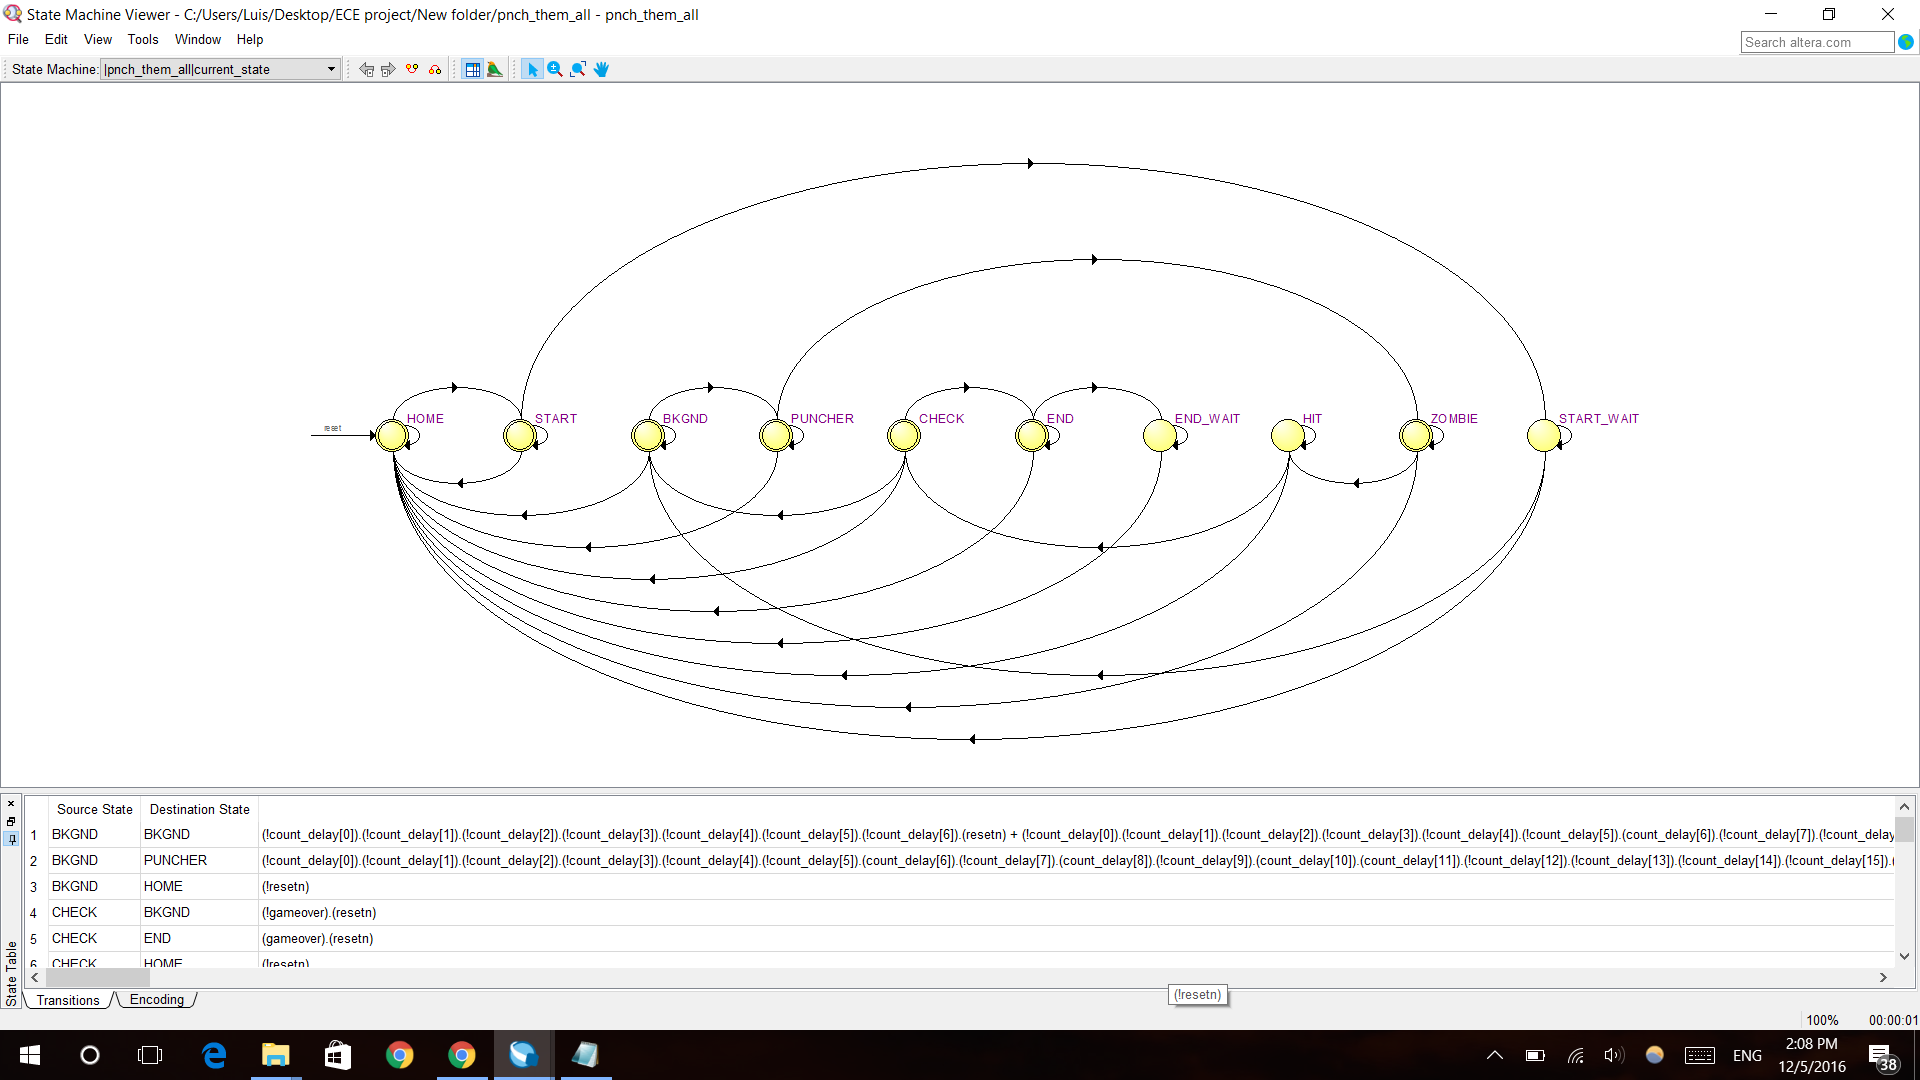 State Machine Viewer - C:/Users/Luis/Desktop/ECE project/New folder/pnch_them_all - pnch_them_all
File Edit View Tools Window Help
Search altera.com
State Machine: |pnch_them_all|current_state
reset
HOME START BKGND PUNCHER CHECK END END_WAIT HIT ZOMBIE START_WAIT
Source State Destination State
1 BKGND BKGND (!count_delay[0]).(!count_delay[1]).(!count_delay[2]).(!count_delay[3]).(!count_delay[4]).(!count_delay[5]).(!count_delay[6]).(resetn) + (!count_delay[0]).(!count_delay[1]).(!count_delay[2]).(!count_delay[3]).(!count_delay[4]).(!count_delay[5]).(count_delay[6]).(!count_delay[7]).(!count_delay
2 BKGND PUNCHER (!count_delay[0]).(!count_delay[1]).(!count_delay[2]).(!count_delay[3]).(!count_delay[4]).(!count_delay[5]).(count_delay[6]).(!count_delay[7]).(count_delay[8]).(!count_delay[9]).(count_delay[10]).(count_delay[11]).(!count_delay[12]).(!count_delay[13]).(!count_delay[14]).(!count_delay[15]).(
3 BKGND HOME (!resetn)
4 CHECK BKGND (!gameover).(resetn)
5 CHECK END (gameover).(resetn)
6 CHECK HOME (!resetn)
State Table
Transitions Encoding
(!resetn)
100% 00:00:01
ENG
2:08 PM
12/5/2016
38